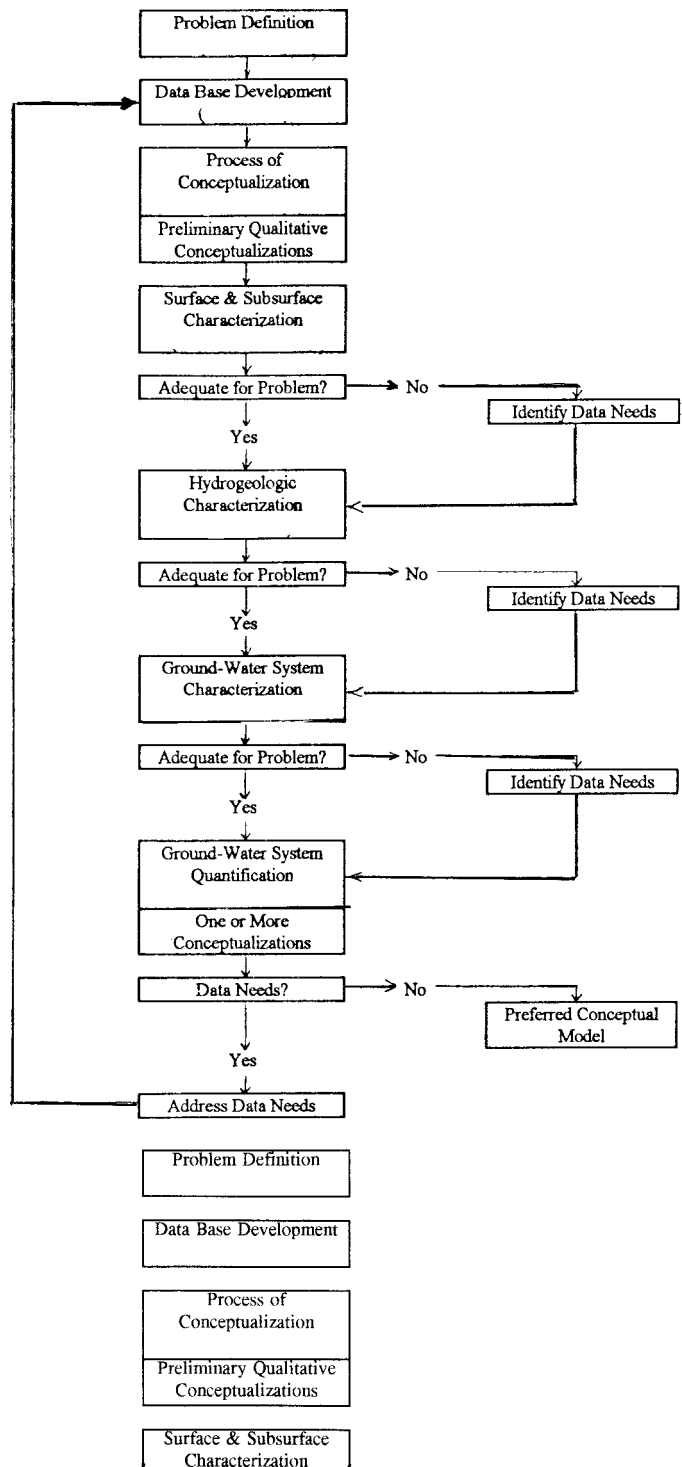 Problem Definition
Data Base Development
(
Process of
Conceptualization
Preliminary Qualitative
Conceptualizations
Surface & Subsurface
Characterization
Adequate for Problem?
No
Identify Data Needs
Yes
Hydrogeologic
Characterization
Adequate for Problem?
No
Identify Data Needs
Yes
Ground-Water System
Characterization
Adequate for Problem?
No
Identify Data Needs
Yes
Ground-Water System
Quantification
One or More
Conceptualizations
Data Needs?
No
Preferred Conceptual
Model
Yes
Address Data Needs
Problem Definition
Data Base Development
Process of
Conceptualization
Preliminary Qualitative
Conceptualizations
Surface & Subsurface
Characterization